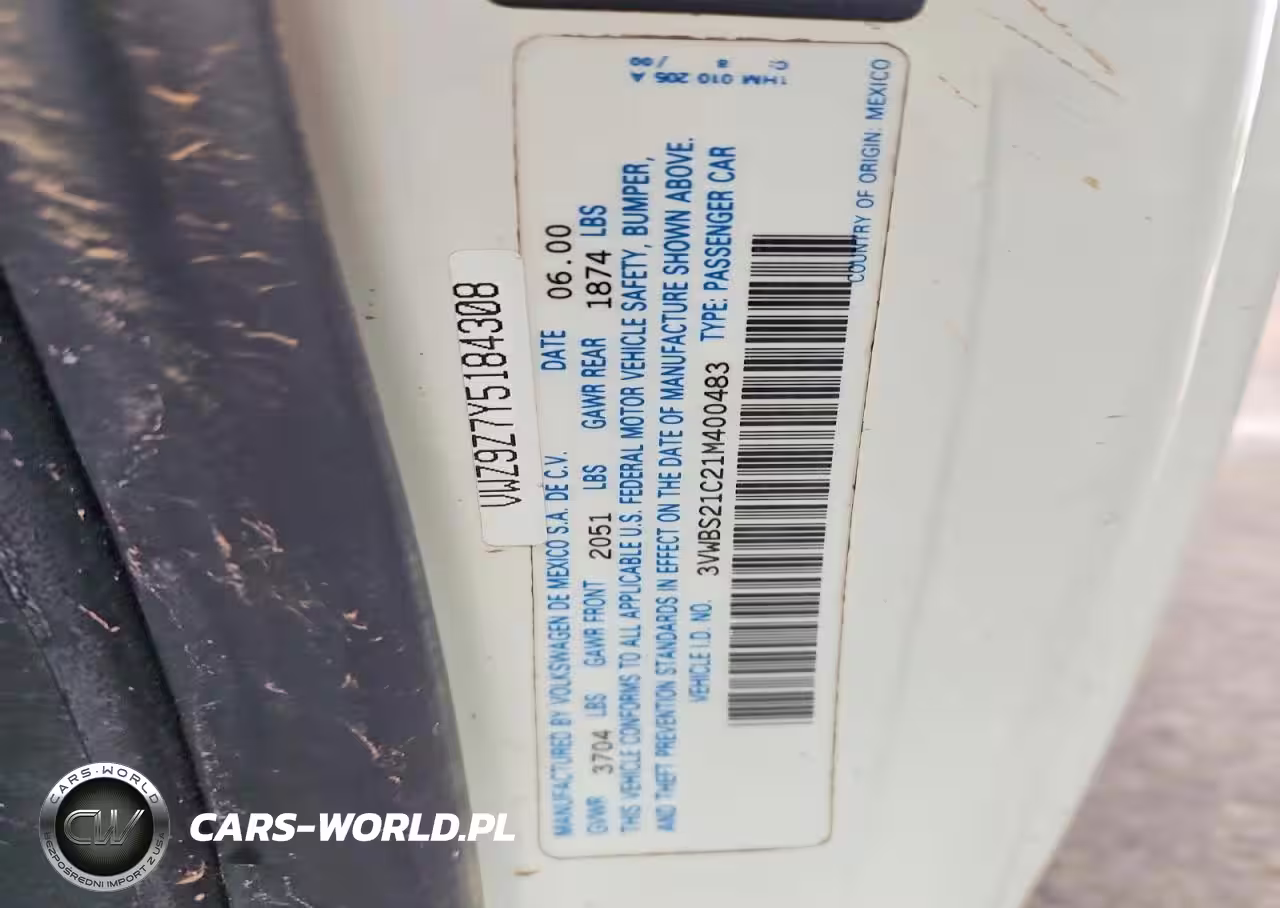 VWZ9Z7Y5184308
MANUFACTURED BY VOLKSWAGEN DE MEXICO S.A. DE C.V. DATE 06.00
GVWR 3704 LBS GAWR FRONT 2051 LBS GAWR REAR 1874 LBS
THIS VEHICLE CONFORMS TO ALL APPLICABLE U.S. FEDERAL MOTOR VEHICLE SAFETY, BUMPER,
AND THEFT PREVENTION STANDARDS IN EFFECT ON THE DATE OF MANUFACTURE SHOWN ABOVE.
VEHICLE I.D. NO. 3VWBS21C21M400483 TYPE: PASSENGER CAR
COUNTRY OF ORIGIN: MEXICO
1HM 010 205 A
/00
CARS-WORLD
CW
BEZPOŚREDNI IMPORT Z USA
CARS-WORLD.PL